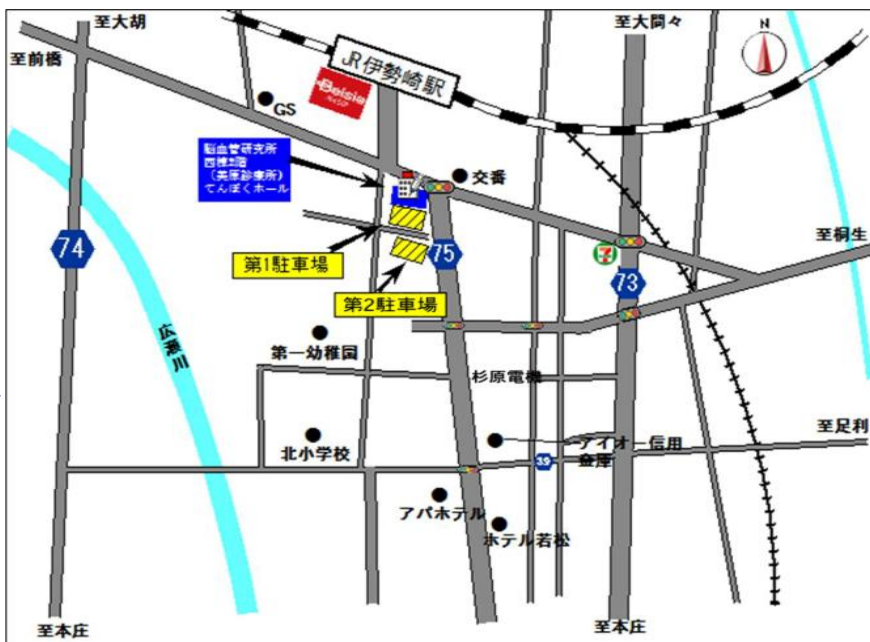 至大胡
至大間々
N
至前橋
JR伊勢崎駅
Beisia
GS
脳血管研究所
西棟2階
(美原診療所)
てんぼくホール
交番
至桐生
74
75
7
73
第1駐車場
第2駐車場
広瀬川
第一幼稚園
杉原電機
北小学校
アイオー信用
金庫
39
至足利
アパホテル
ホテル若松
至本庄
至本庄